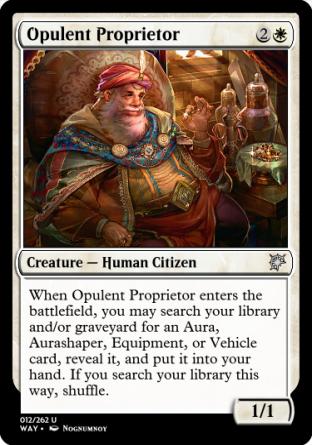 Opulent Proprietor 2
Creature — Human Citizen
When Opulent Proprietor enters the
battlefield, you may search your library
and/or graveyard for an Aura,
Aurashaper, Equipment, or Vehicle
card, reveal it, and put it into your
hand. If you search your library this
way, shuffle.
1/1
012/262 U
WAY • Nognumnoy